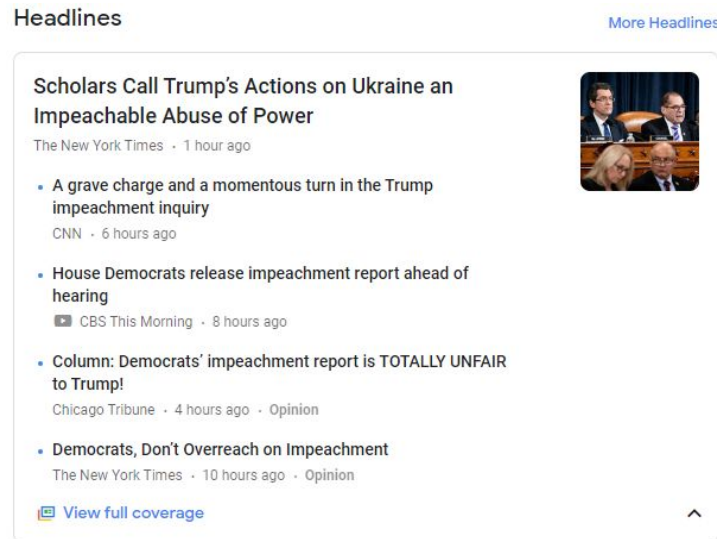 Headlines
More Headlines
Scholars Call Trump's Actions on Ukraine an
Impeachable Abuse of Power
The New York Times · 1 hour ago
A grave charge and a momentous turn in the Trump
impeachment inquiry
CNN · 6 hours ago
House Democrats release impeachment report ahead of
hearing
CBS This Morning · 8 hours ago
Column: Democrats' impeachment report is TOTALLY UNFAIR
to Trump!
Chicago Tribune · 4 hours ago · Opinion
Democrats, Don't Overreach on Impeachment
The New York Times · 10 hours ago · Opinion
View full coverage